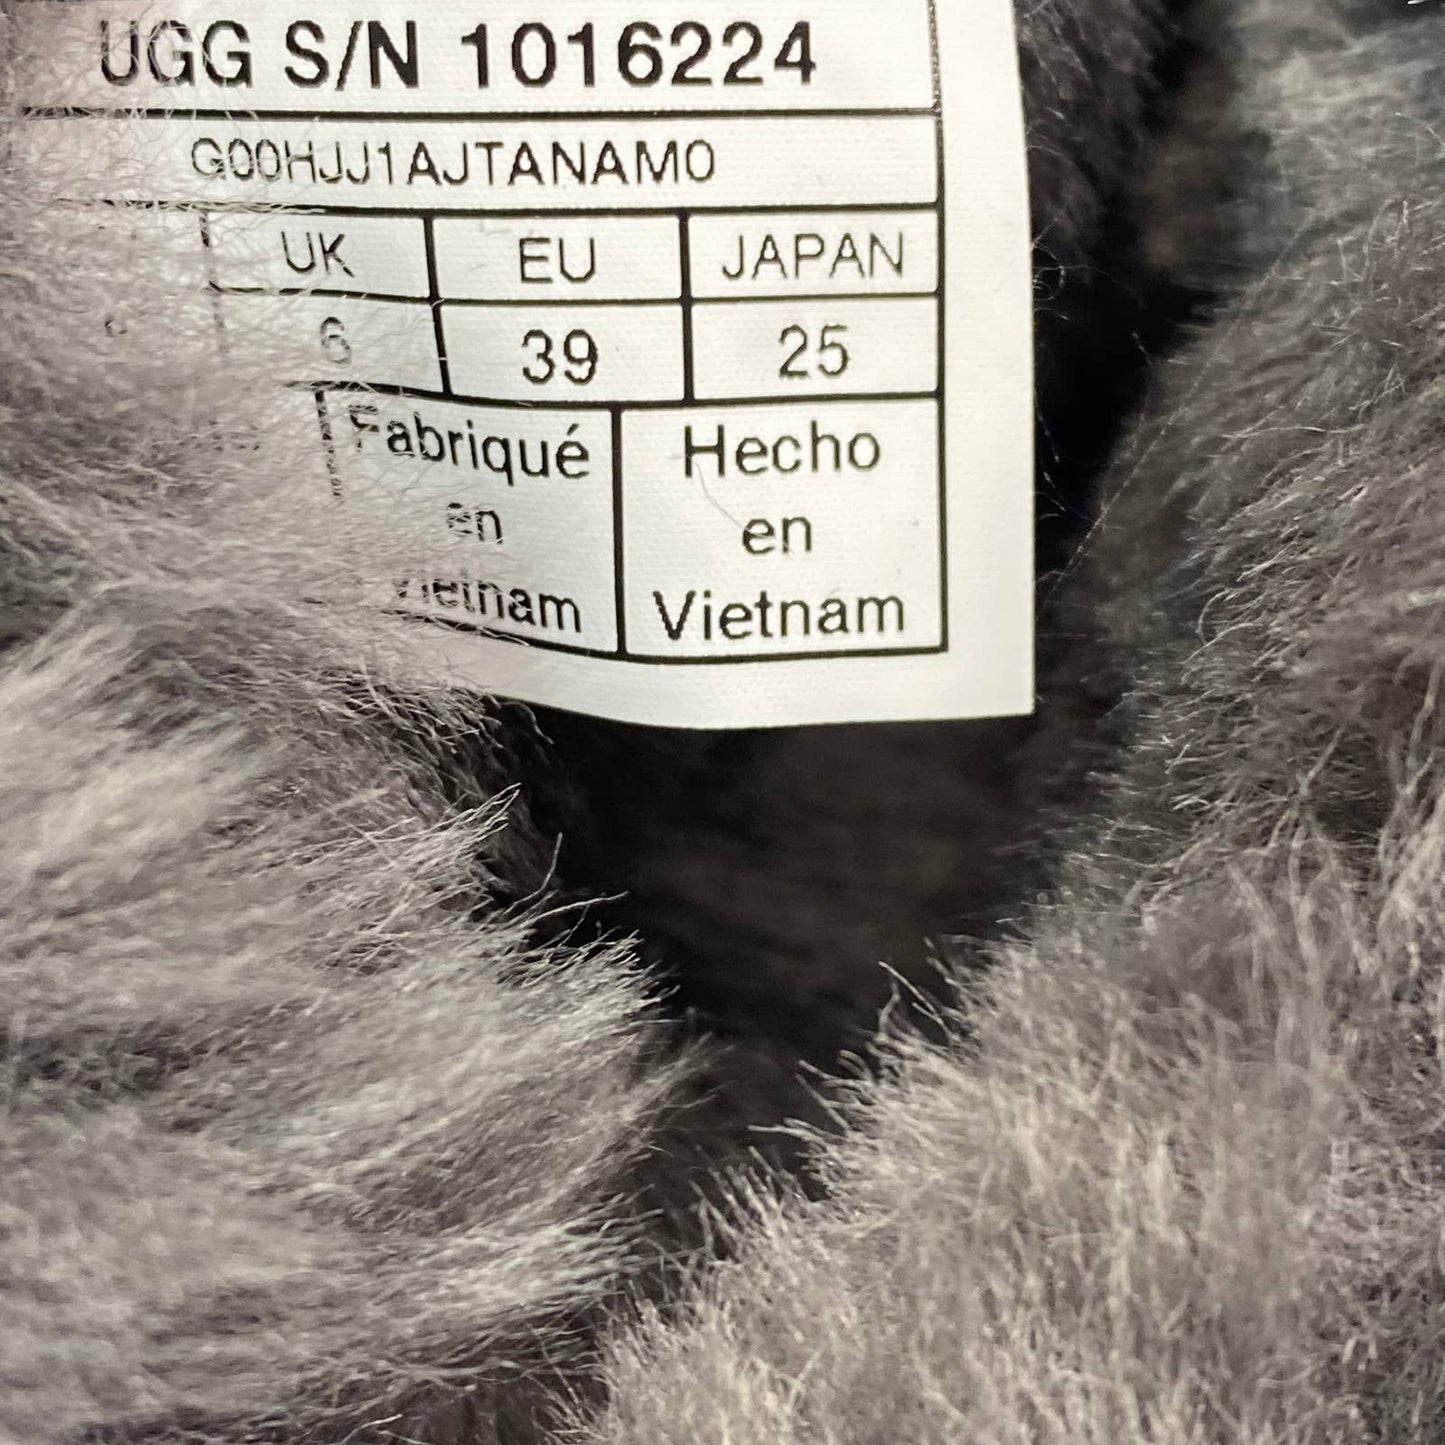 UGG S/N 1016224
G00HJJ1AJTANAM0
UK EU JAPAN
6 39 25
Fabriqué Hecho
en en
Vietnam Vietnam